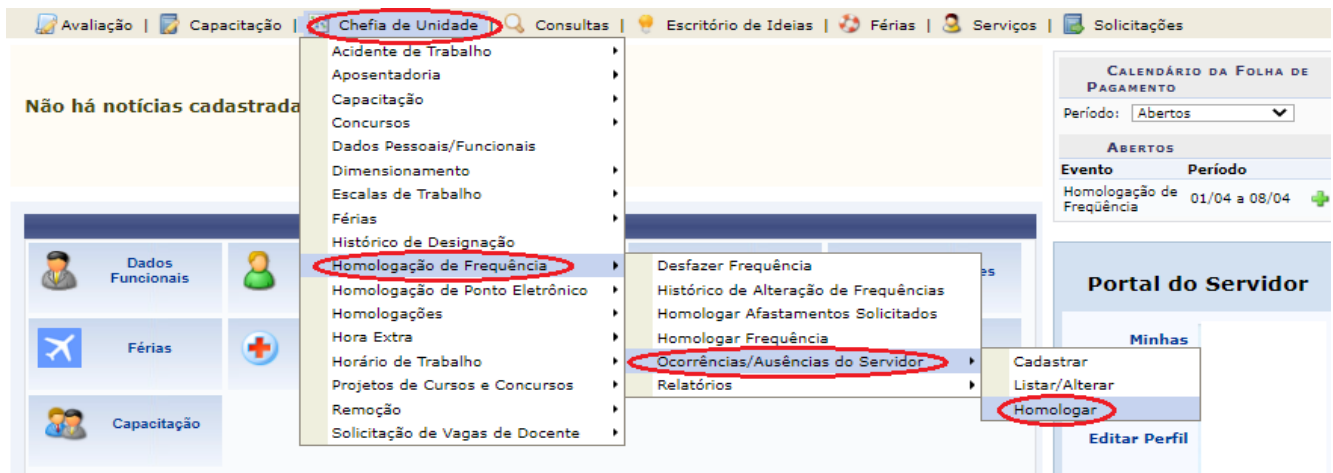 Avaliação | Capacitação | Chefia de Unidade | Consultas | Escritório de Ideias | Férias | Serviços | Solicitações
Não há notícias cadastrada
Acidente de Trabalho
Aposentadoria
Capacitação
Concursos
Dados Pessoais/Funcionais
Dimensionamento
Escalas de Trabalho
Férias
Histórico de Designação
Homologação de Frequência
Homologação de Ponto Eletrônico
Homologações
Hora Extra
Horário de Trabalho
Projetos de Cursos e Concursos
Remoção
Solicitação de Vagas de Docente
Desfazer Frequência
Histórico de Alteração de Frequências
Homologar Afastamentos Solicitados
Homologar Frequência
Ocorrências/Ausências do Servidor
Relatórios
Cadastrar
Listar/Alterar
Homologar
Dados
Funcionais
Férias
Capacitação
es
Calendário da Folha de
Pagamento
Período: Abertos
Abertos
Evento Período
Homologação de
Freqüência 01/04 a 08/04
Portal do Servidor
Minhas
Editar Perfil